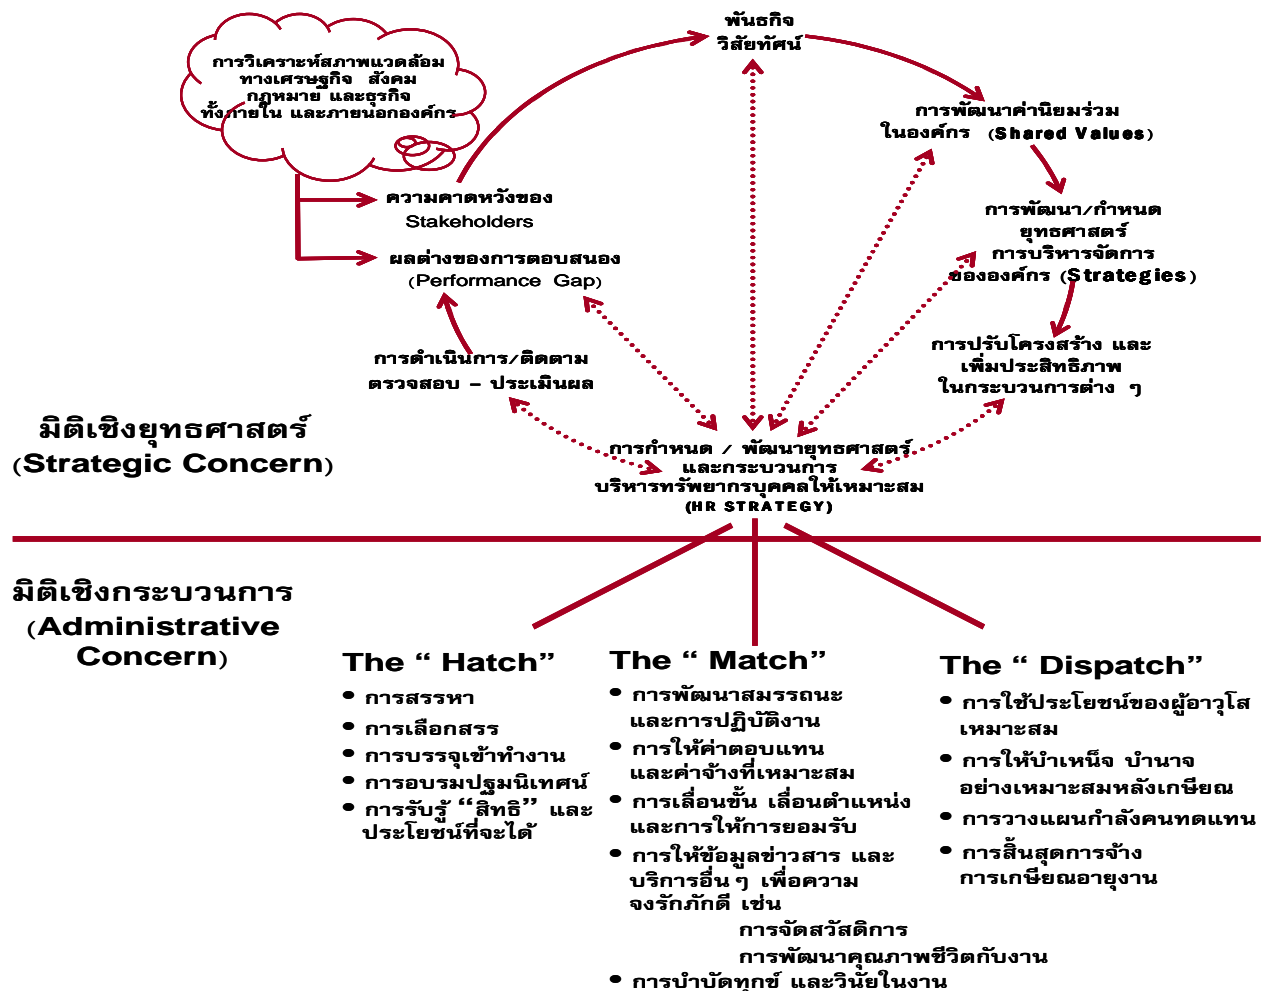 พันธกิจ
วิสัยทัศน์
การวิเคราะห์สภาพแวดล้อม
ทางเศรษฐกิจ สังคม
กฎหมาย และธุรกิจ
ทั้งภายใน และภายนอกองค์กร
การพัฒนาค่านิยมร่วม
ในองค์กร (Shared Values)
ความคาดหวังของ
Stakeholders
การพัฒนา/กำหนด
ยุทธศาสตร์
การบริหารจัดการ
ขององค์กร (Strategies)
ผลต่างของการตอบสนอง
(Performance Gap)
การดำเนินการ/ติดตาม
ตรวจสอบ - ประเมินผล
การปรับโครงสร้าง และ
เพิ่มประสิทธิภาพ
ในกระบวนการต่าง ๆ
มิติเชิงยุทธศาสตร์
(Strategic Concern)
การกำหนด / พัฒนายุทธศาสตร์
และกระบวนการ
บริหารทรัพยากรบุคคลให้เหมาะสม
(HR STRATEGY)
มิติเชิงกระบวนการ
(Administrative
Concern)
The “ Hatch”
• การสรรหา
• การเลือกสรร
• การบรรจุเข้าทำงาน
• การอบรมปฐมนิเทศน์
• การรับรู้ “สิทธิ” และ
ประโยชน์ที่จะได้
The “ Match”
• การพัฒนาสมรรถนะ
และการปฏิบัติงาน
• การให้ค่าตอบแทน
และค่าจ้างที่เหมาะสม
• การเลื่อนขั้น เลื่อนตำแหน่ง
และการให้การยอมรับ
• การให้ข้อมูลข่าวสาร และ
บริการอื่น ๆ เพื่อความ
จงรักภักดี เช่น
การจัดสวัสดิการ
การพัฒนาคุณภาพชีวิตกับงาน
• การบำบัดทุกข์ และวินัยในงาน
The “ Dispatch”
• การใช้ประโยชน์ของผู้อาวุโส
เหมาะสม
• การให้บำเหน็จ บำนาจ
อย่างเหมาะสมหลังเกษียณ
• การวางแผนกำลังคนทดแทน
• การสิ้นสุดการจ้าง
การเกษียณอายุงาน